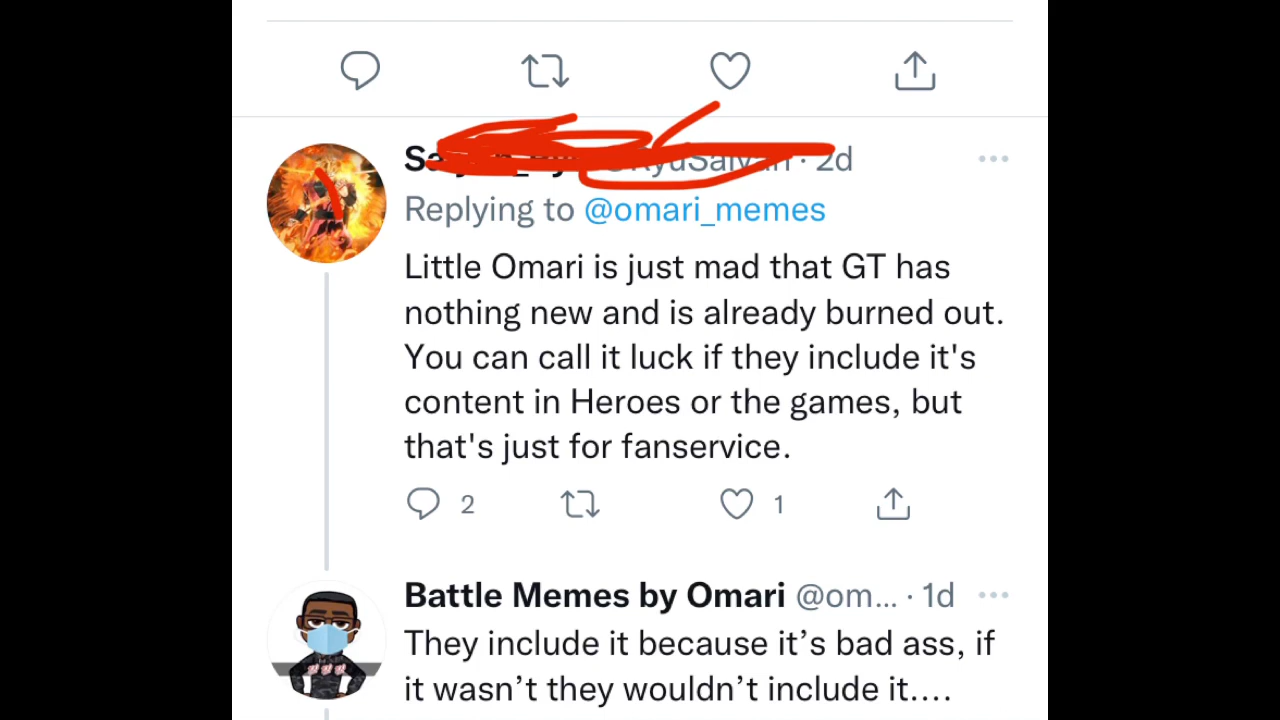 · 2d
Replying to @omari_memes
Little Omari is just mad that GT has
nothing new and is already burned out.
You can call it luck if they include it's
content in Heroes or the games, but
that's just for fanservice.
2 1
Battle Memes by Omari @om... · 1d
They include it because it’s bad ass, if
it wasn’t they wouldn’t include it....